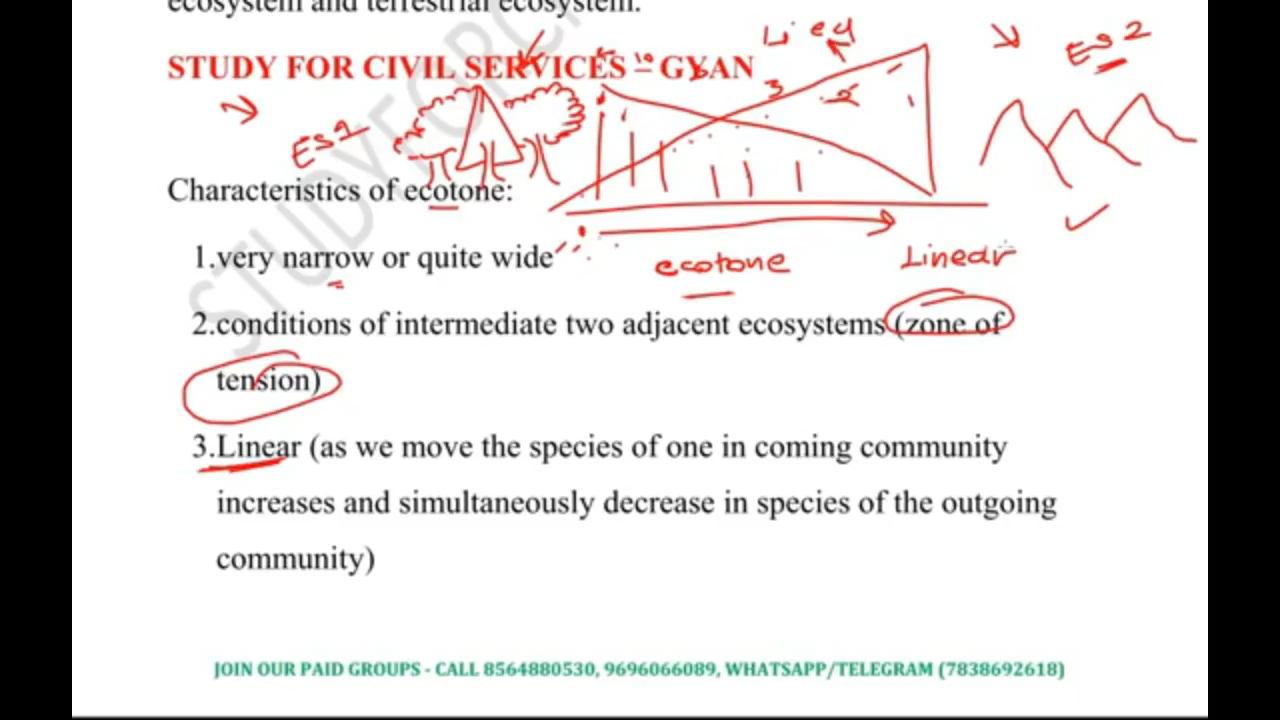 ecosystem and terrestrial ecosystem.
STUDY FOR CIVIL SERVICES – GYAN
ES1
ES2
Characteristics of ecotone:
1.very narrow or quite wide
ecotone
Linear
2.conditions of intermediate two adjacent ecosystems (zone of
tension)
3.Linear (as we move the species of one in coming community
increases and simultaneously decrease in species of the outgoing
community)
JOIN OUR PAID GROUPS - CALL 8564880530, 9696066089, WHATSAPP/TELEGRAM (7838692618)